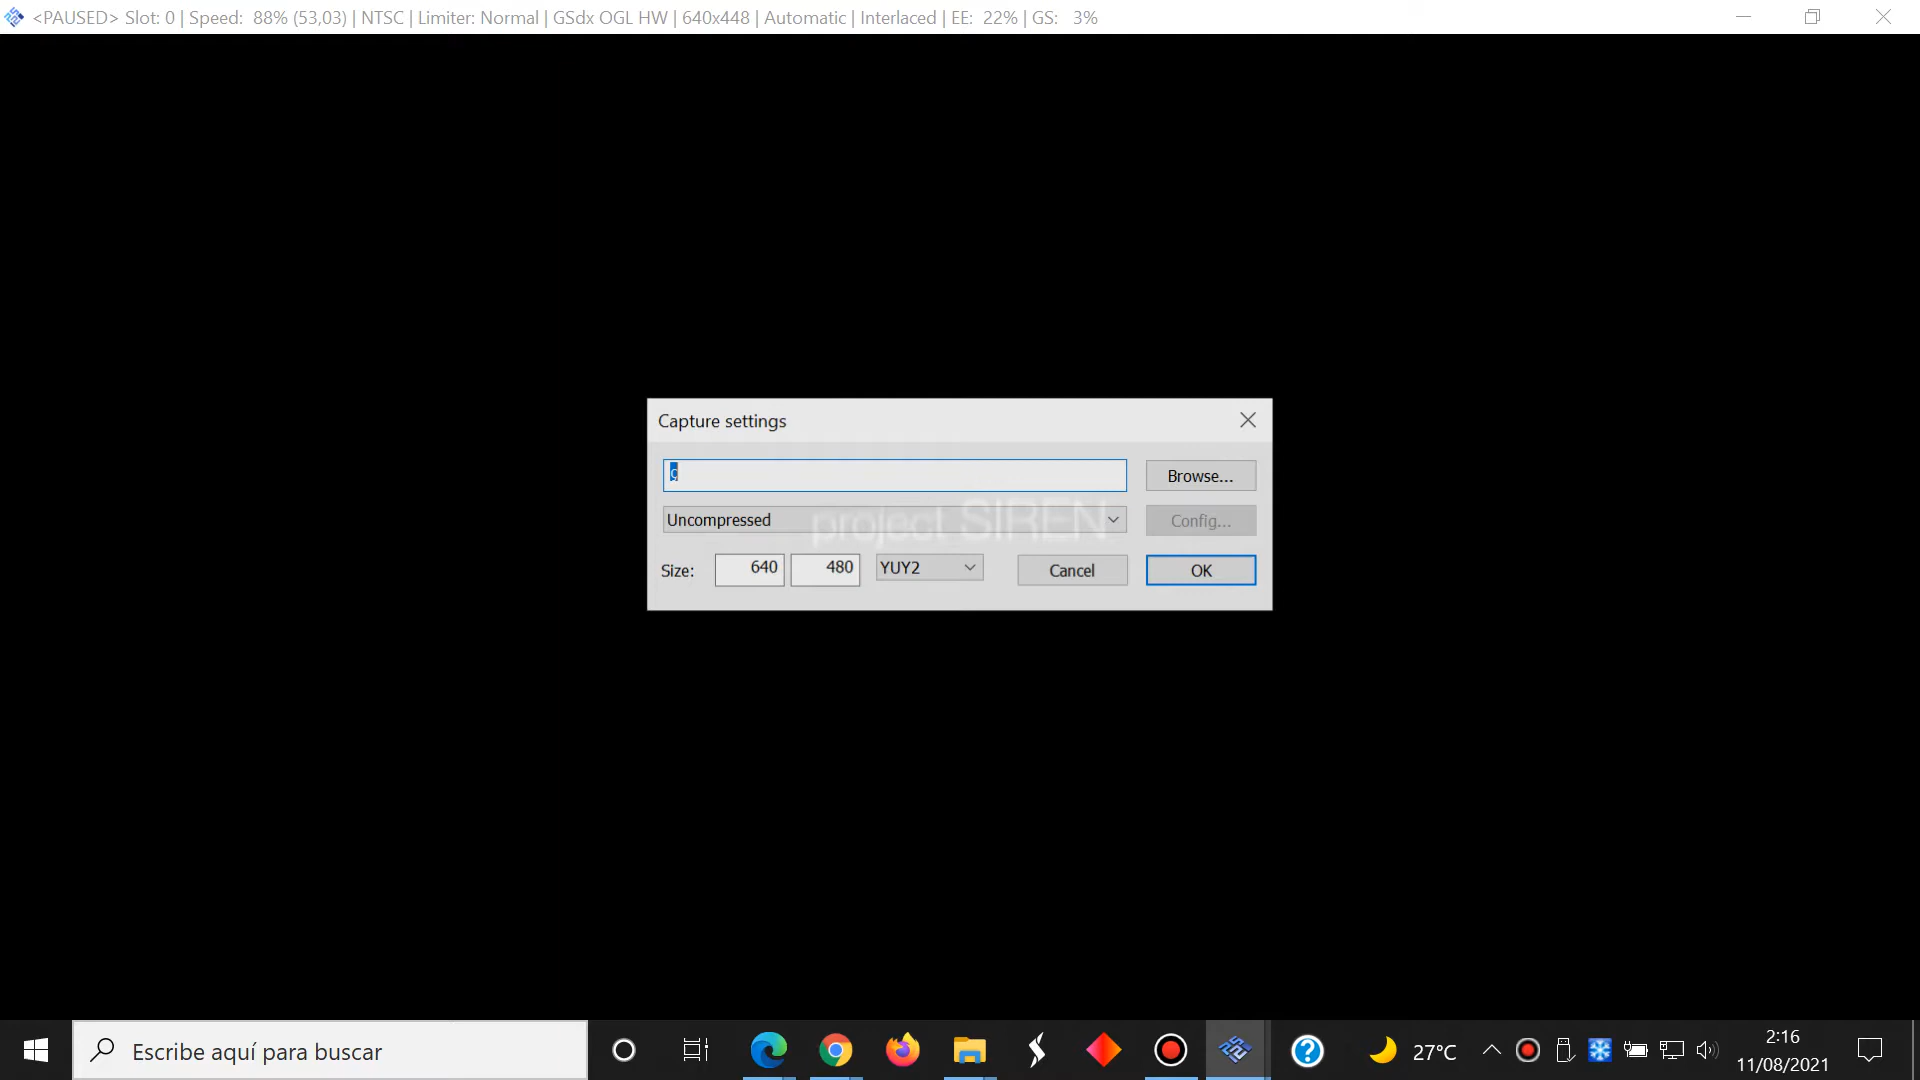 <PAUSED> Slot: 0 | Speed:  88% (53,03) | NTSC | Limiter: Normal | GSdx OGL HW | 640x448 | Automatic | Interlaced | EE:  22% | GS:   3%
Capture settings
g
Browse...
Uncompressed
project SIREN
Config...
Size:
640
480
YUY2
Cancel
OK
Escribe aquí para buscar
27°C
2:16
11/08/2021